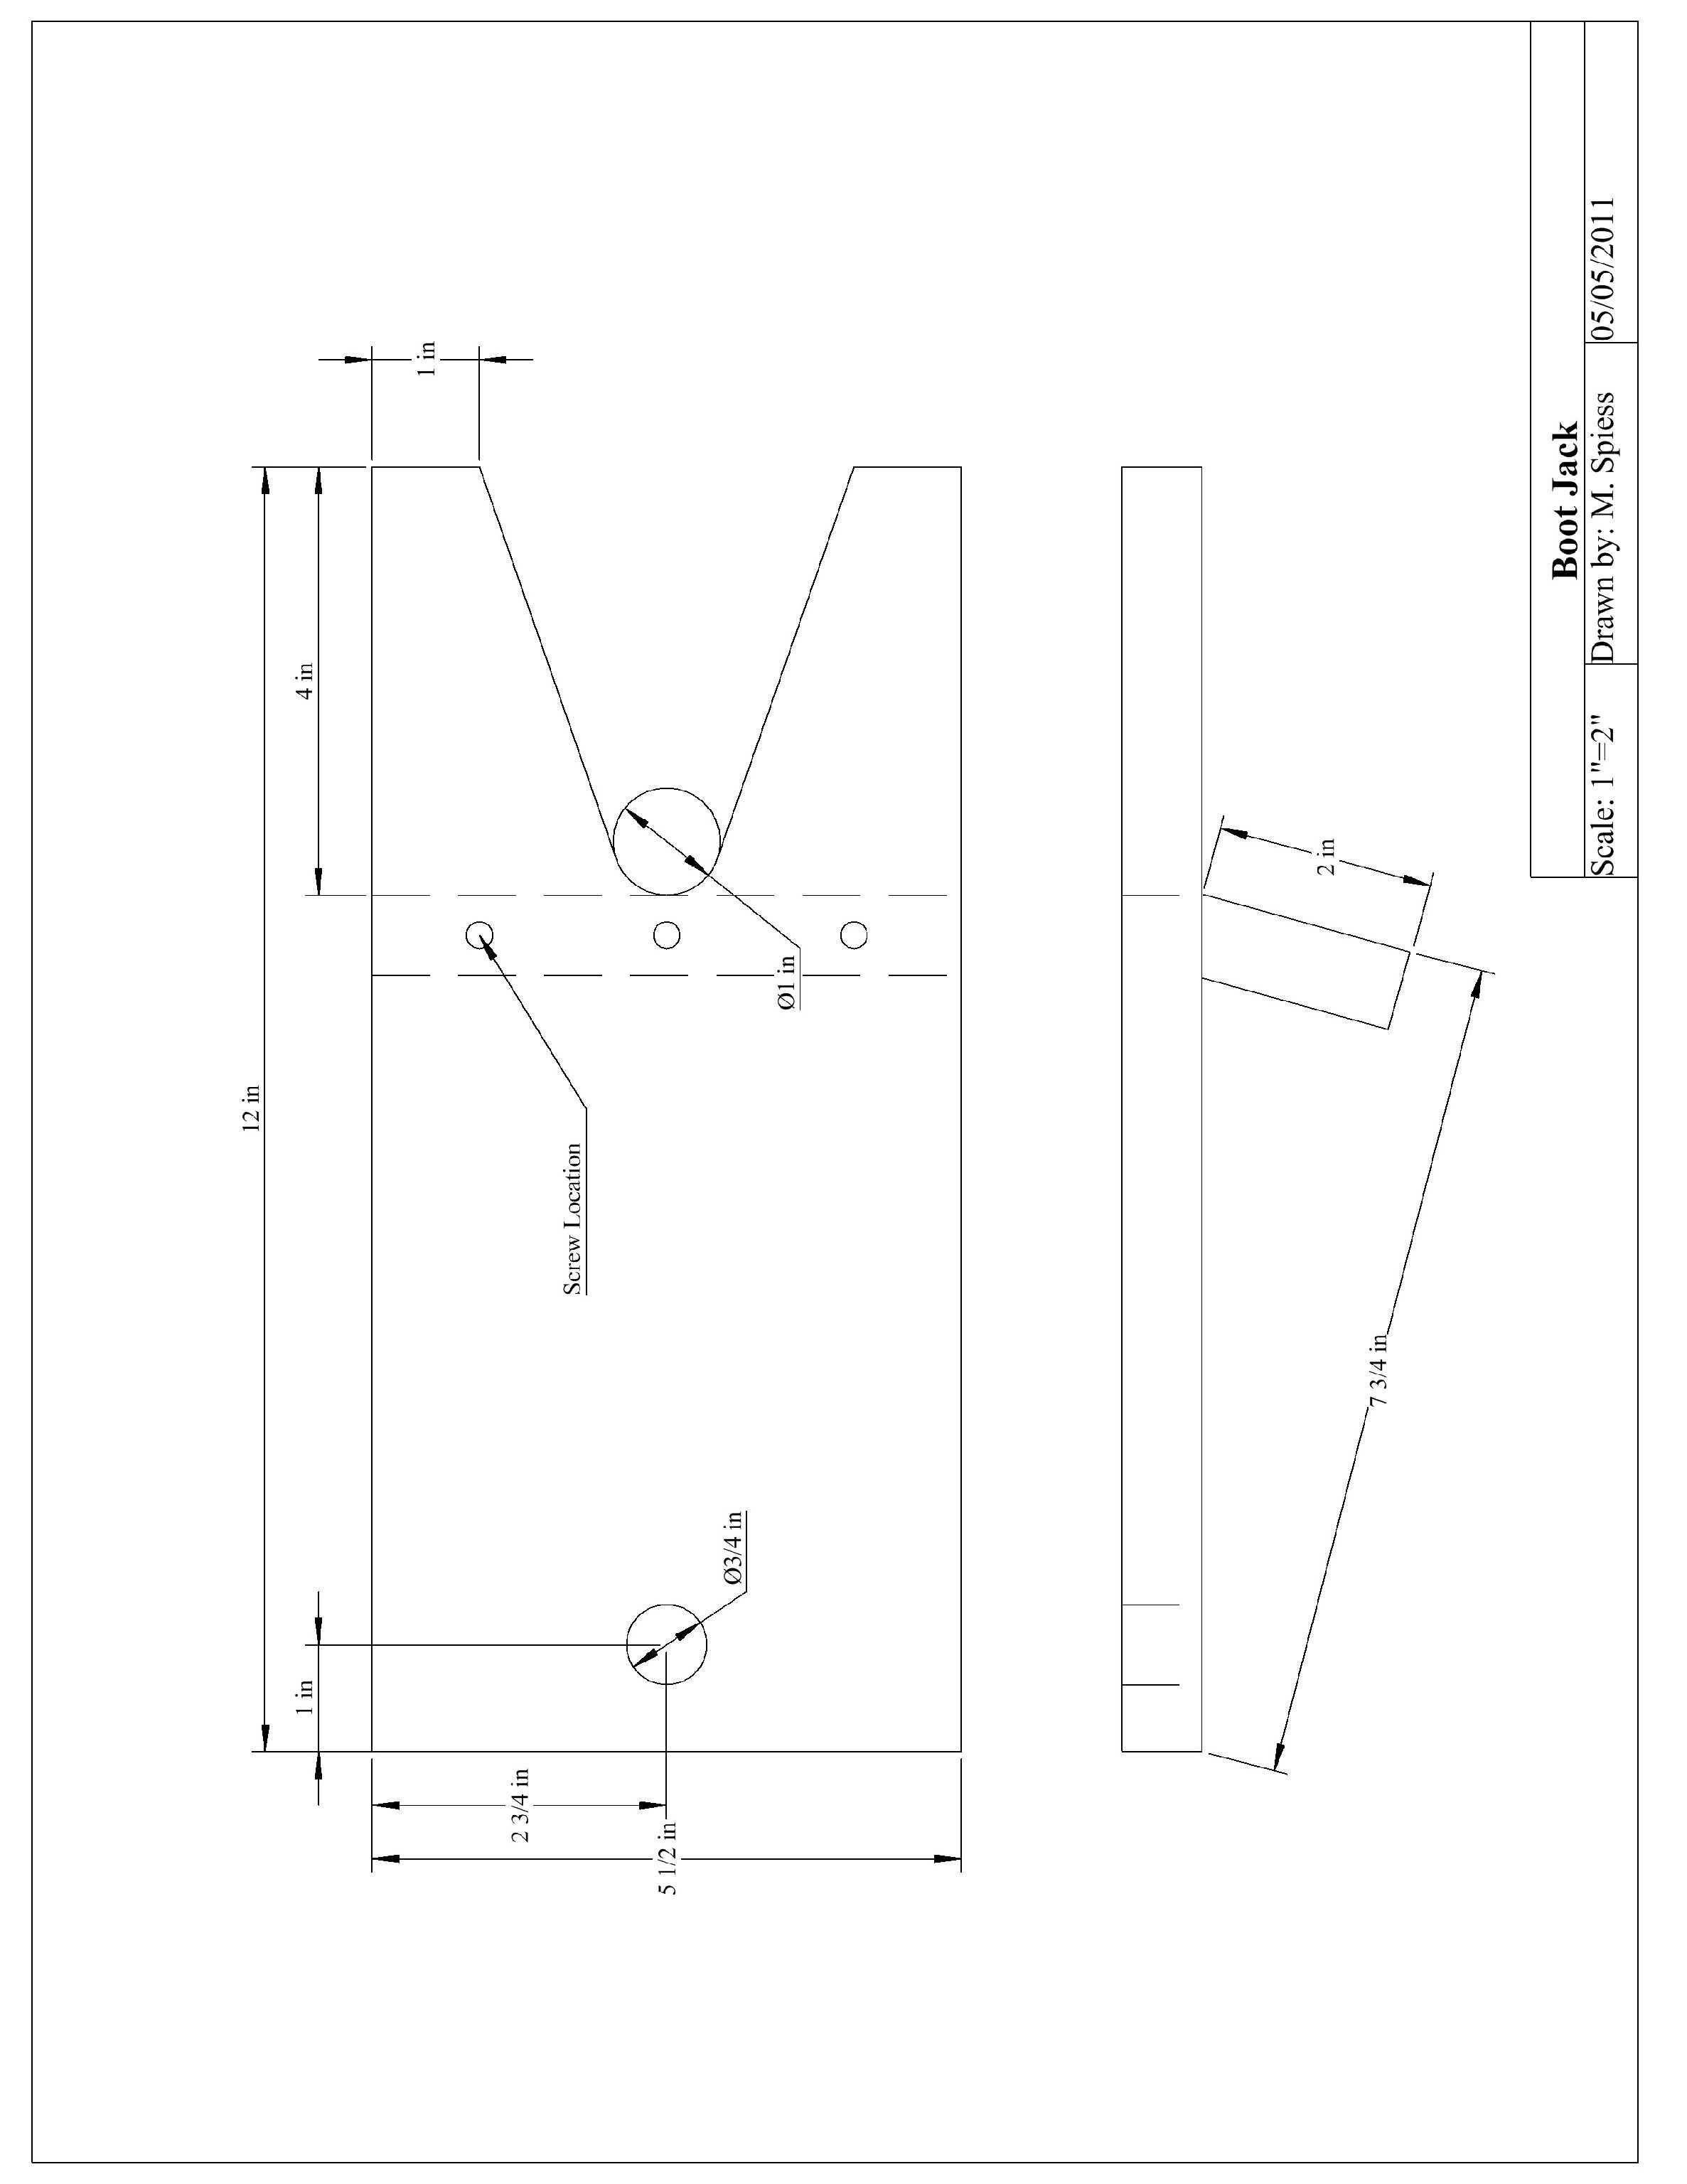 12 in
1 in
4 in
1 in
2 3/4 in
5 1/2 in
Screw Location
Ø3/4 in
Ø1 in
2 in
7 3/4 in
Boot Jack
Scale: 1"=2" Drawn by: M. Spiess 05/05/2011